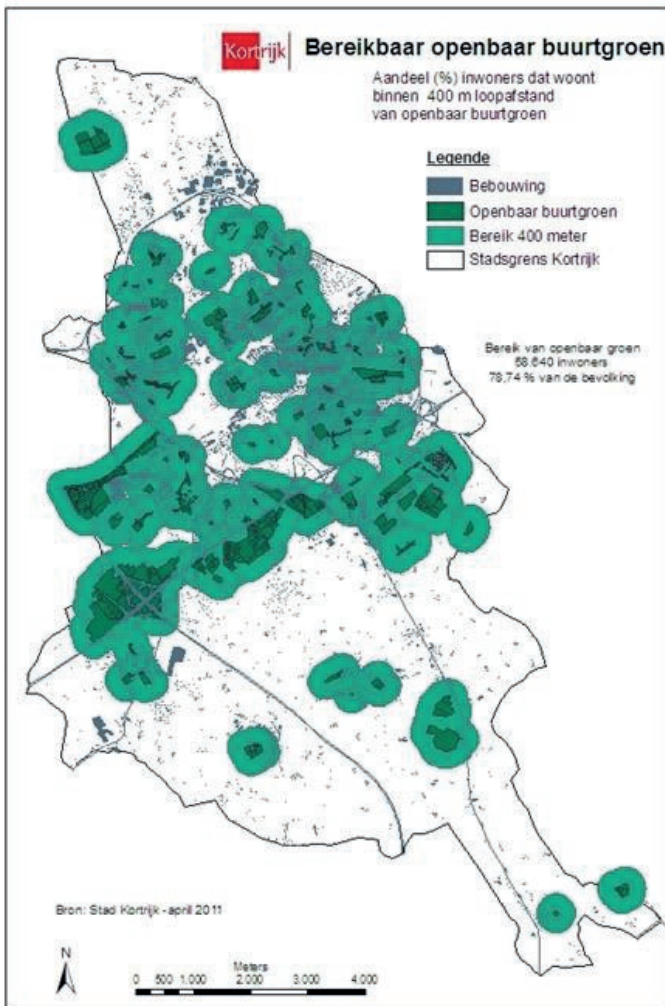 Kortrijk
Bereikbaar openbaar buurtgroen
Aandeel (%) inwoners dat woont
binnen 400 m loopafstand
van openbaar buurtgroen
Legende
Bebouwing
Openbaar buurtgroen
Bereik 400 meter
Stadsgrens Kortrijk
Bereik van openbaar groen
58.640 inwoners
78,74 % van de bevolking
Bron: Stad Kortrijk - april 2011
N
Meters
0 500 1.000 2.000 3.000 4.000